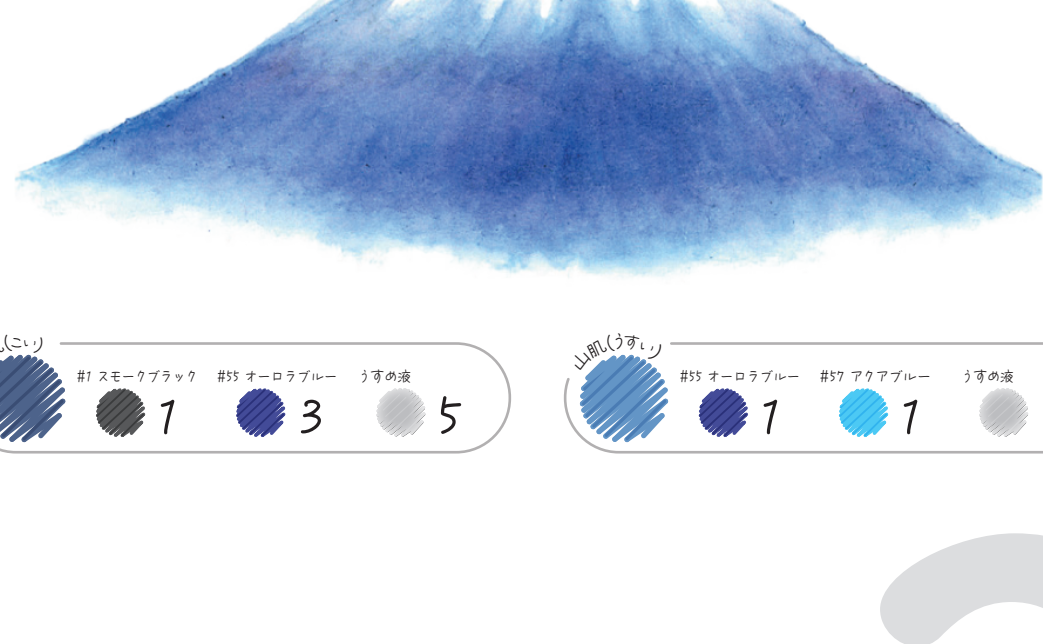 (こい)
#1 スモークブラック #55 オーロラブルー うすめ液
1 3 5
山肌(うすい)
#55 オーロラブルー #57 アクアブルー うすめ液
1 1